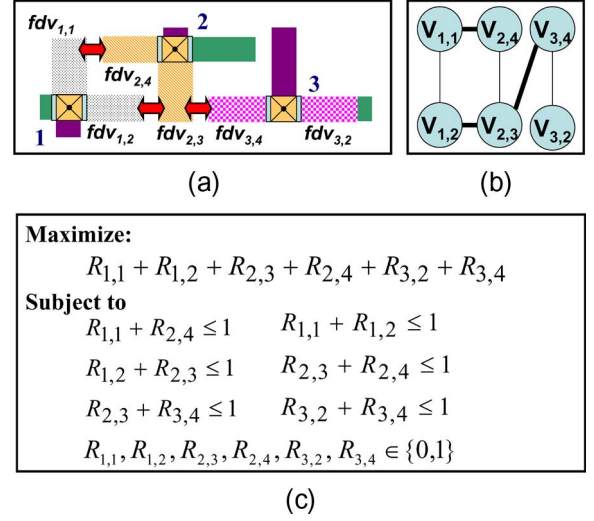 fdv1,1
2
fdv2,4
3
1
fdv1,2 fdv2,3 fdv3,4 fdv3,2
(a)
V1,1 V2,4 V3,4
V1,2 V2,3 V3,2
(b)
Maximize:
R1,1 + R1,2 + R2,3 + R2,4 + R3,2 + R3,4
Subject to
R1,1 + R2,4 ≤ 1 R1,1 + R1,2 ≤ 1
R1,2 + R2,3 ≤ 1 R2,3 + R2,4 ≤ 1
R2,3 + R3,4 ≤ 1 R3,2 + R3,4 ≤ 1
R1,1, R1,2, R2,3, R2,4, R3,2, R3,4 ∈ {0,1}
(c)